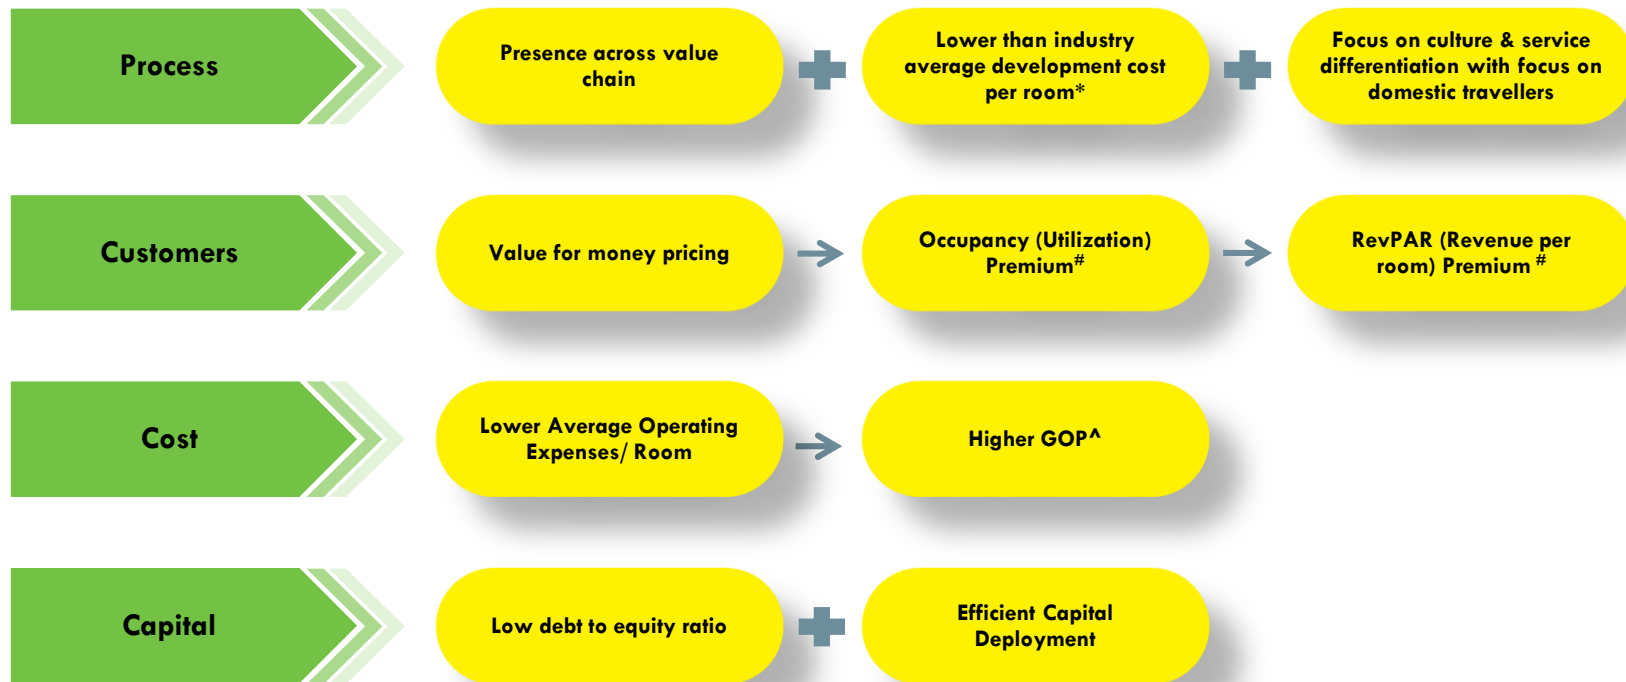 Process
Presence across value
chain
Lower than industry
average development cost
per room*
Focus on culture & service
differentiation with focus on
domestic travellers
Customers
Value for money pricing
Occupancy (Utilization)
Premium#
RevPAR (Revenue per
room) Premium #
Cost
Lower Average Operating
Expenses/ Room
Higher GOP^
Capital
Low debt to equity ratio
Efficient Capital
Deployment